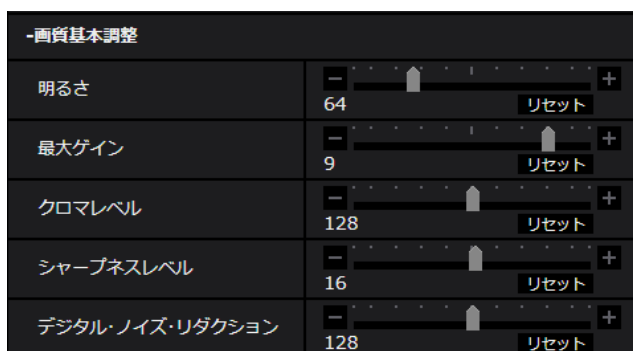 -画質基本調整
明るさ
64 リセット
最大ゲイン
9 リセット
クロマレベル
128 リセット
シャープネスレベル
16 リセット
デジタル・ノイズ・リダクション
128 リセット